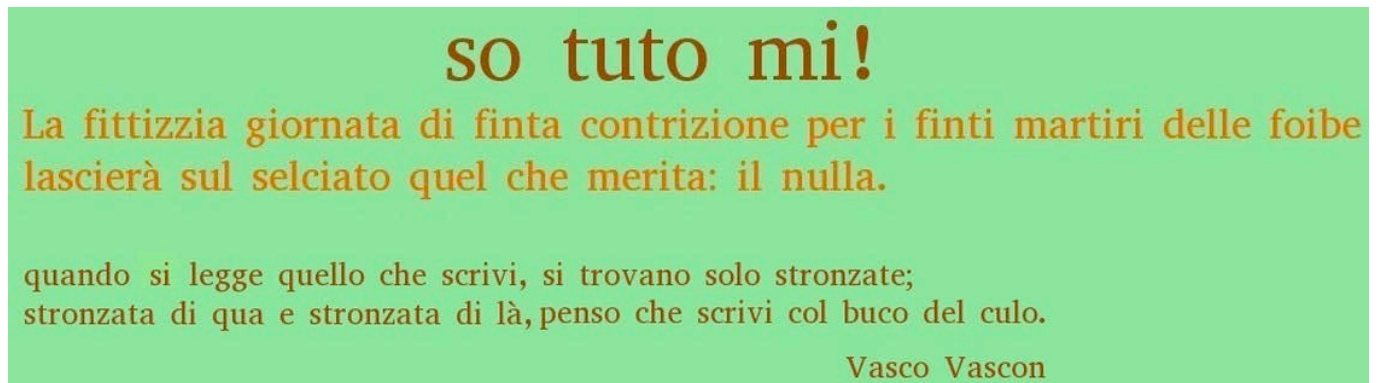 so tuto mi!
La fittizzia giornata di finta contrizione per i finti martiri delle foibe
lascierà sul selciato quel che merita: il nulla.
quando si legge quello che scrivi, si trovano solo stronzate;
stronzata di qua e stronzata di là, penso che scrivi col buco del culo.
Vasco Vascon